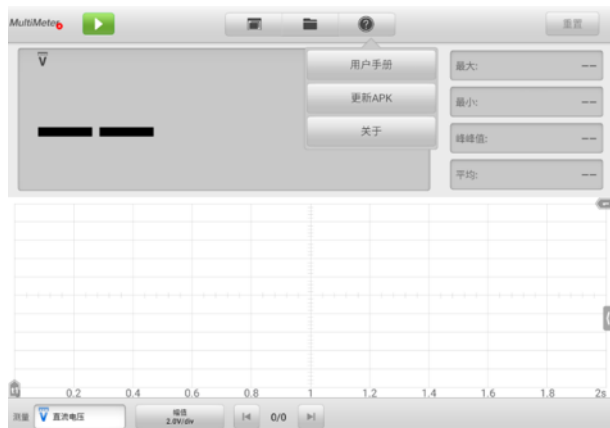 MultiMeter
重置
V
用户手册
更新APK
关于
最大: --
最小: --
峰峰值: --
平均: --
0.2 0.4 0.6 0.8 1 1.2 1.4 1.6 1.8 2s
测量 V 直流电压
幅值
2.0V/div
0/0